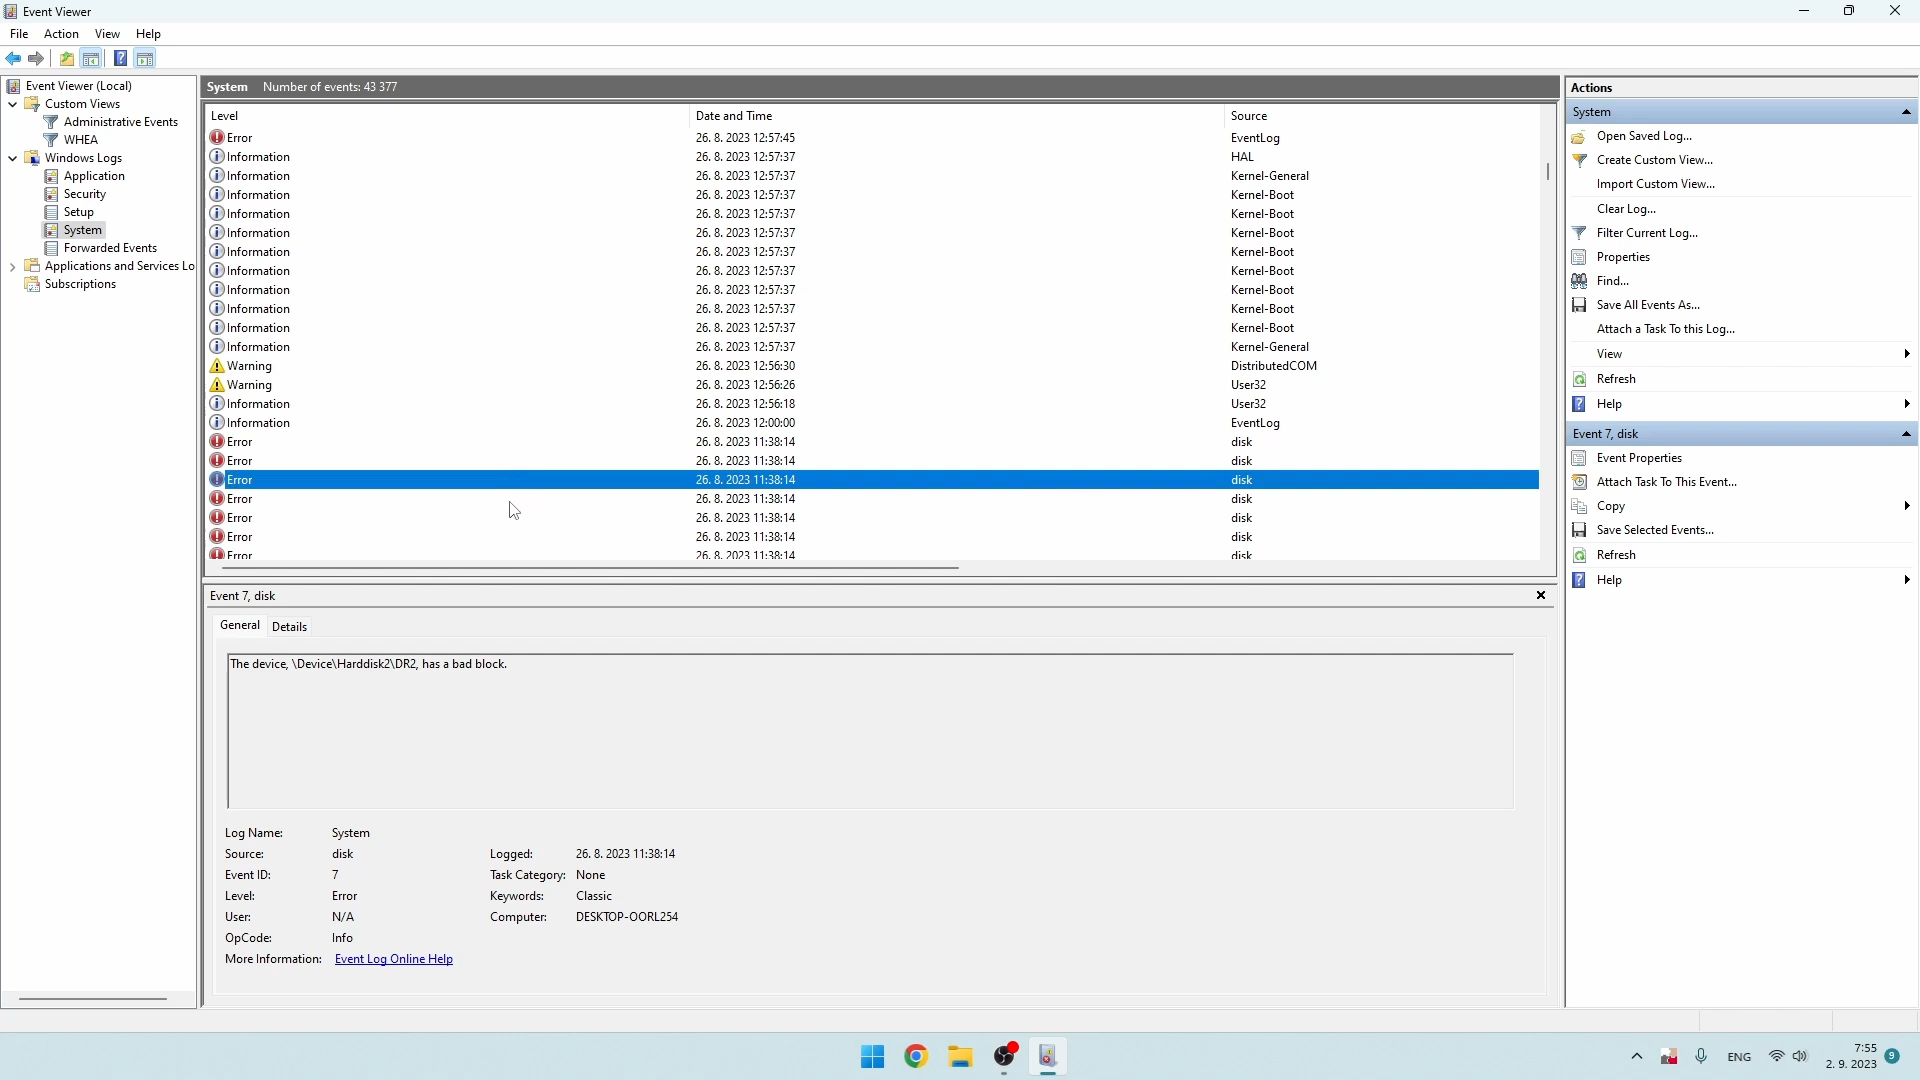 Event Viewer
File Action View Help
Event Viewer (Local)
Custom Views
Administrative Events
WHEA
Windows Logs
Application
Security
Setup
System
Forwarded Events
Applications and Services Lo
Subscriptions
System Number of events: 43 377
Level Date and Time Source
Error 26. 8. 2023 12:57:45 EventLog
Information 26. 8. 2023 12:57:37 HAL
Information 26. 8. 2023 12:57:37 Kernel-General
Information 26. 8. 2023 12:57:37 Kernel-Boot
Information 26. 8. 2023 12:57:37 Kernel-Boot
Information 26. 8. 2023 12:57:37 Kernel-Boot
Information 26. 8. 2023 12:57:37 Kernel-Boot
Information 26. 8. 2023 12:57:37 Kernel-Boot
Information 26. 8. 2023 12:57:37 Kernel-Boot
Information 26. 8. 2023 12:57:37 Kernel-Boot
Information 26. 8. 2023 12:57:37 Kernel-Boot
Information 26. 8. 2023 12:57:37 Kernel-General
Warning 26. 8. 2023 12:56:30 DistributedCOM
Warning 26. 8. 2023 12:56:26 User32
Information 26. 8. 2023 12:56:18 User32
Information 26. 8. 2023 12:00:00 EventLog
Error 26. 8. 2023 11:38:14 disk
Error 26. 8. 2023 11:38:14 disk
Error 26. 8. 2023 11:38:14 disk
Error 26. 8. 2023 11:38:14 disk
Error 26. 8. 2023 11:38:14 disk
Error 26. 8. 2023 11:38:14 disk
Error 26. 8. 2023 11:38:14 disk
Event 7, disk
General Details
The device, \Device\Harddisk2\DR2, has a bad block.
Log Name: System
Source: disk Logged: 26. 8. 2023 11:38:14
Event ID: 7 Task Category: None
Level: Error Keywords: Classic
User: N/A Computer: DESKTOP-OORL254
OpCode: Info
More Information: Event Log Online Help
Actions
System
Open Saved Log...
Create Custom View...
Import Custom View...
Clear Log...
Filter Current Log...
Properties
Find...
Save All Events As...
Attach a Task To this Log...
View
Refresh
Help
Event 7, disk
Event Properties
Attach Task To This Event...
Copy
Save Selected Events...
Refresh
Help
ENG 7:55
2. 9. 2023 9